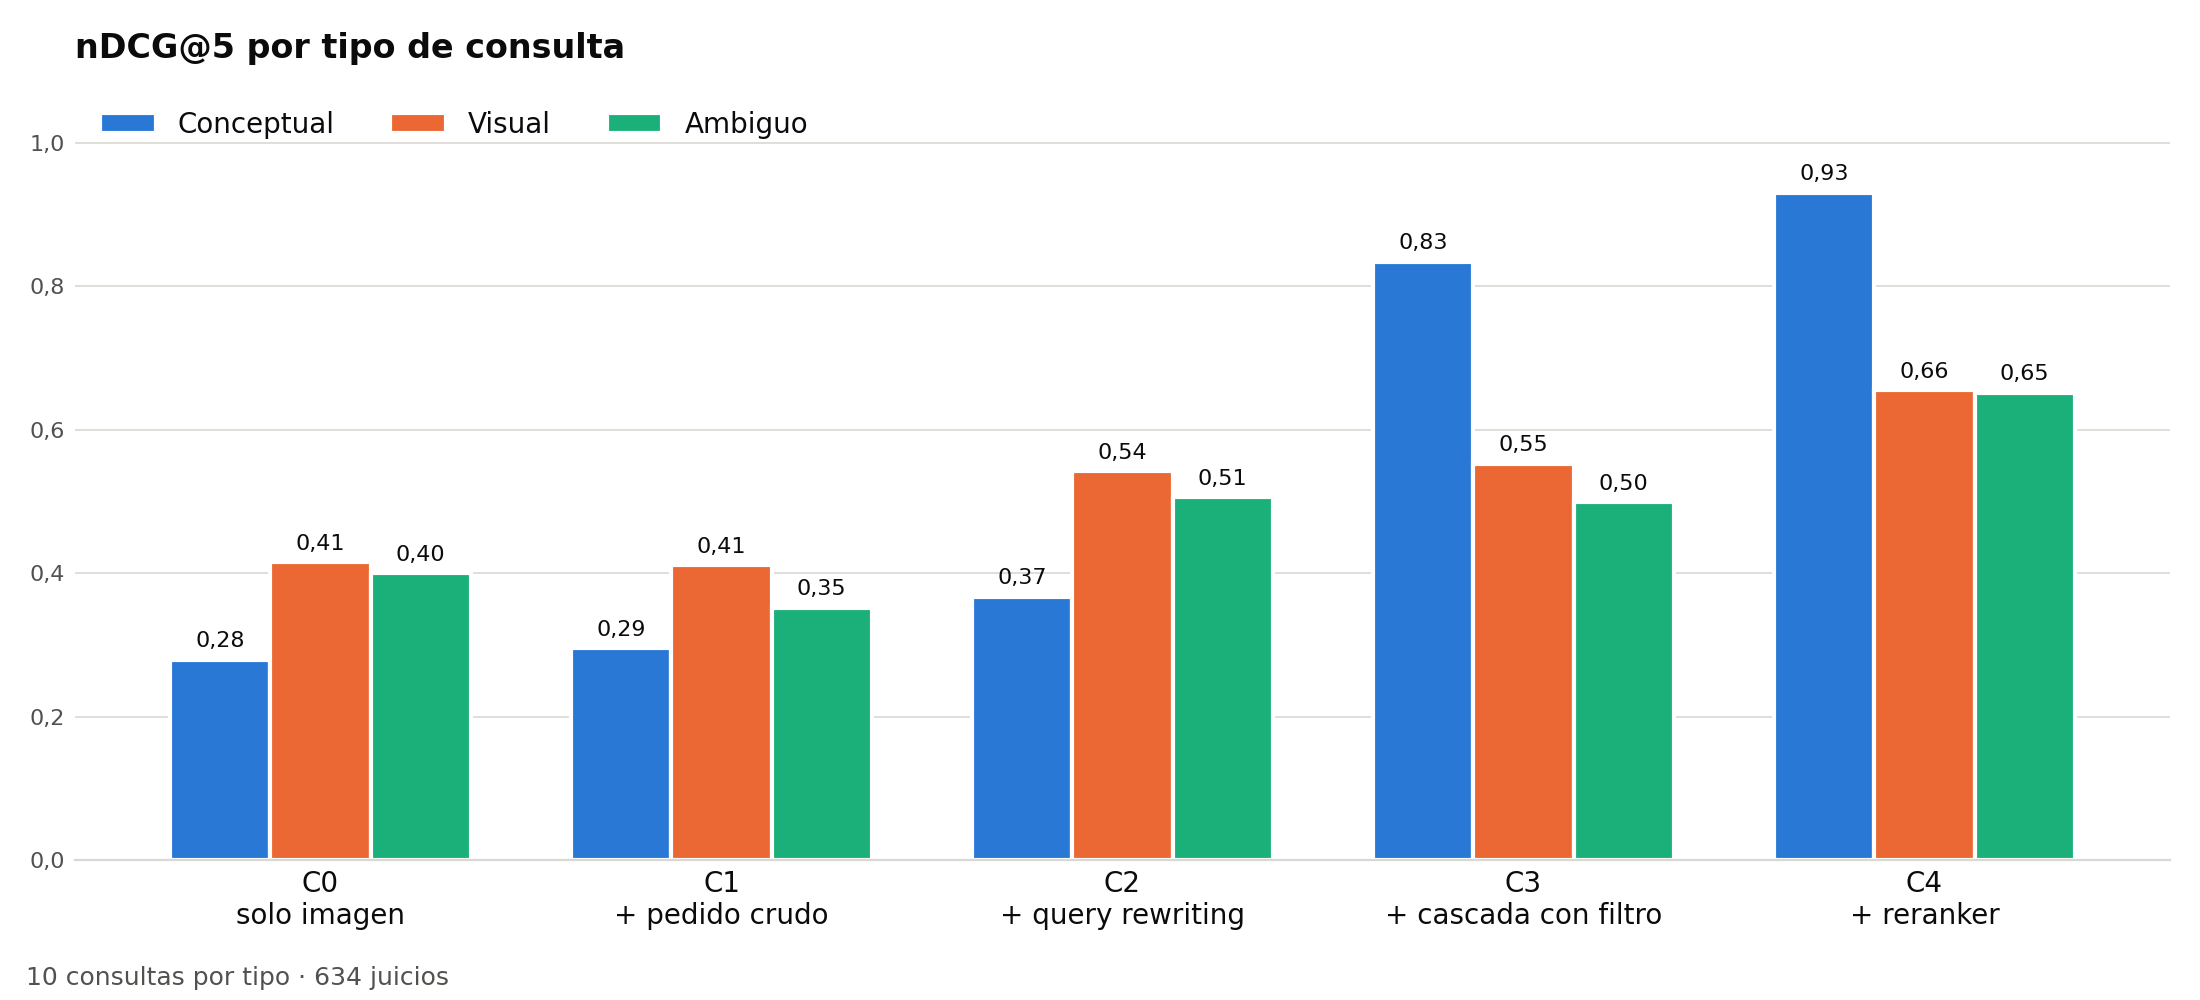 nDCG@5 por tipo de consulta
Conceptual Visual Ambiguo
1,0
0,8
0,6
0,4
0,2
0,0
0,28 0,41 0,40
0,29 0,41 0,35
0,37 0,54 0,51
0,83 0,55 0,50
0,93 0,66 0,65
C0
solo imagen
C1
+ pedido crudo
C2
+ query rewriting
C3
+ cascada con filtro
C4
+ reranker
10 consultas por tipo · 634 juicios